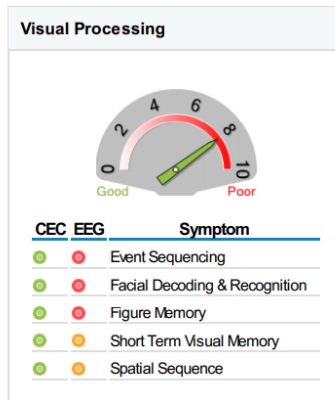 Visual Processing
0 2 4 6 8 10
Good Poor
CEC EEG Symptom
Event Sequencing
Facial Decoding & Recognition
Figure Memory
Short Term Visual Memory
Spatial Sequence